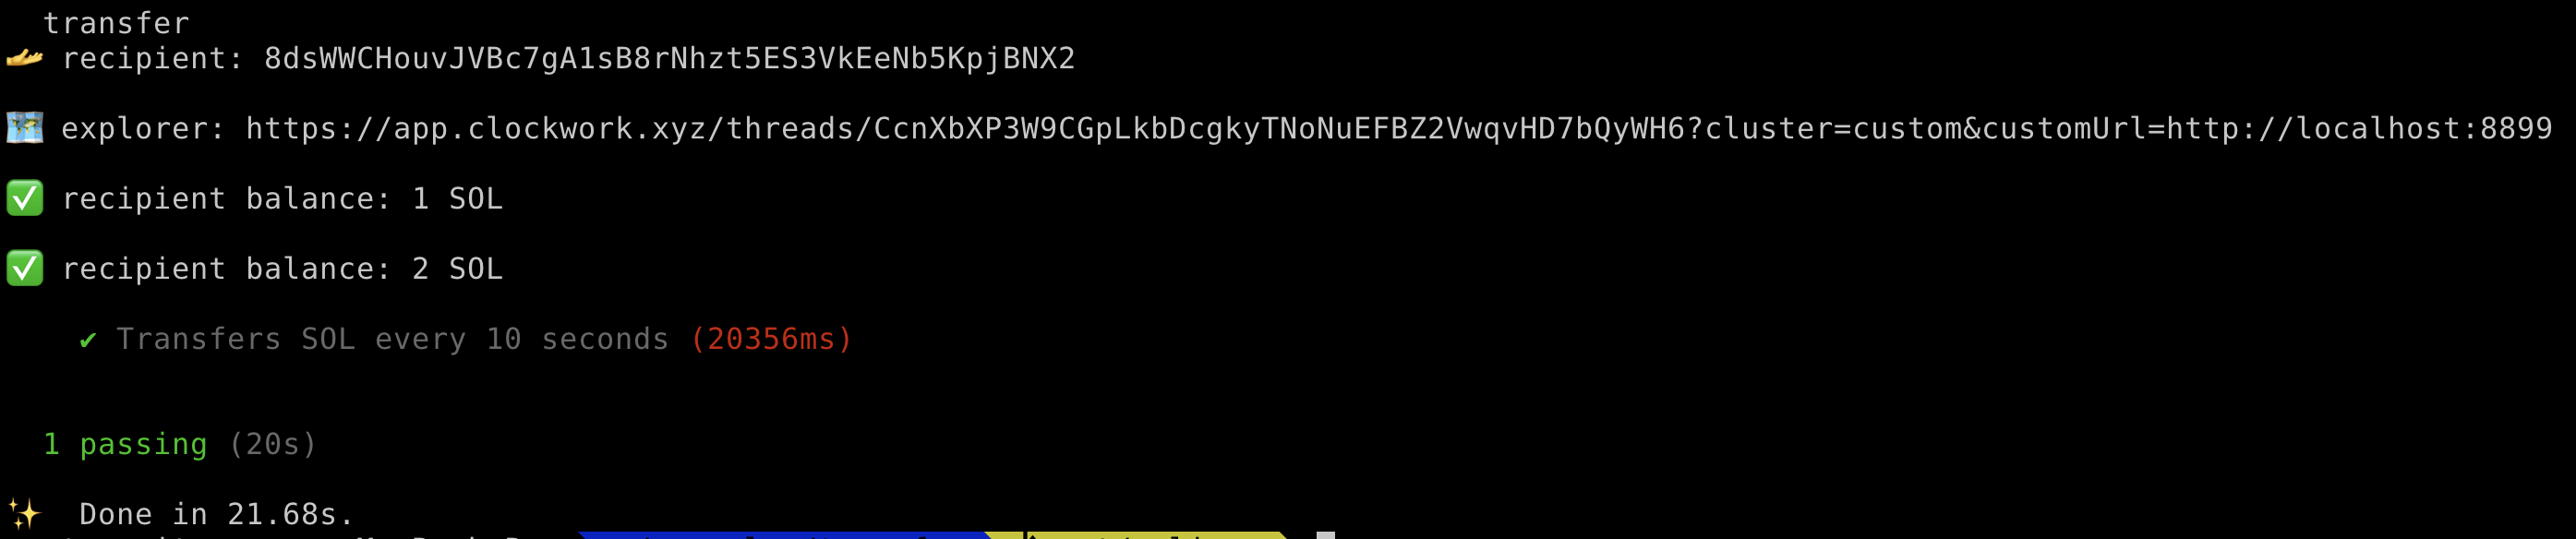 transfer
recipient: 8dsWWCHouvJVBc7gA1sB8rNhzt5ES3VkEeNb5KpjBNX2
explorer: https://app.clockwork.xyz/threads/CcnXbXP3W9CGpLkbDcgkyTNoNuEFBZ2VwqvHD7bQyWH6?cluster=custom&customUrl=http://localhost:8899
recipient balance: 1 SOL
recipient balance: 2 SOL
✔ Transfers SOL every 10 seconds (20356ms)
1 passing (20s)
✨ Done in 21.68s.